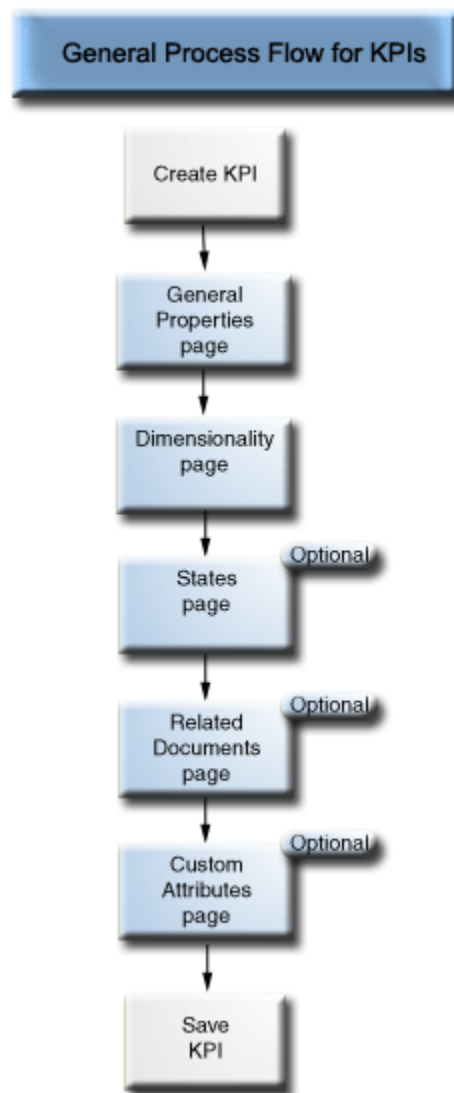 General Process Flow for KPIs
Create KPI
General
Properties
page
Dimensionality
page
Optional
States
page
Optional
Related
Documents
page
Optional
Custom
Attributes
page
Save
KPI